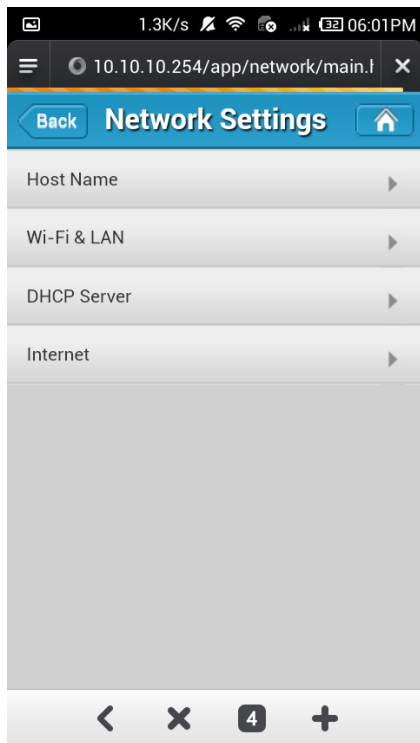 1.3K/s 32 06:01PM
10.10.10.254/app/network/main.h
Back Network Settings
Host Name
Wi-Fi & LAN
DHCP Server
Internet
4